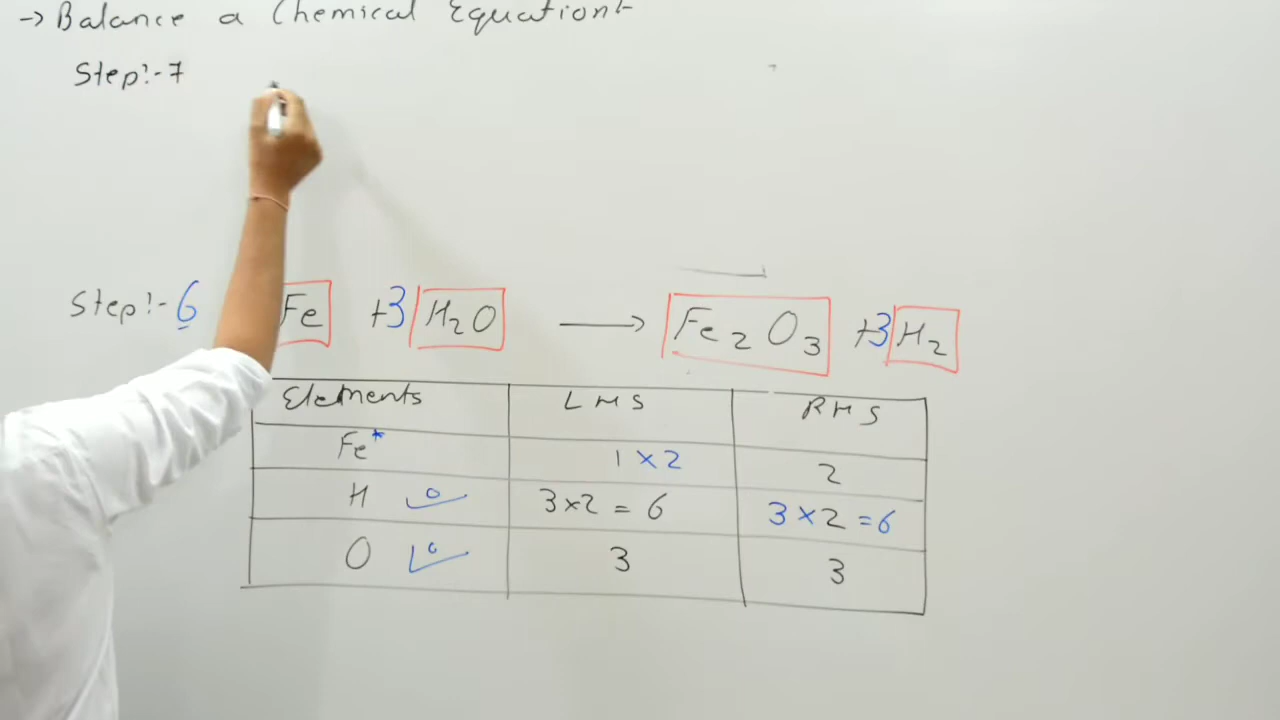 → Balance a Chemical Equation:-
Step:-7
Step:-6 Fe +3 H₂O ⟶ Fe₂O₃ +3 H₂
Elements LHS RHS
Fe* 1 × 2 2
H 3×2 = 6 3 × 2 = 6
O 3 3